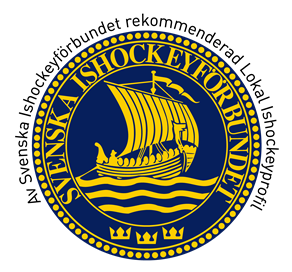 Av Svenska Ishockeyförbundet rekommenderad Lokal Ishockeyprofil
SVENSKA ISHOCKEYFÖRBUNDET